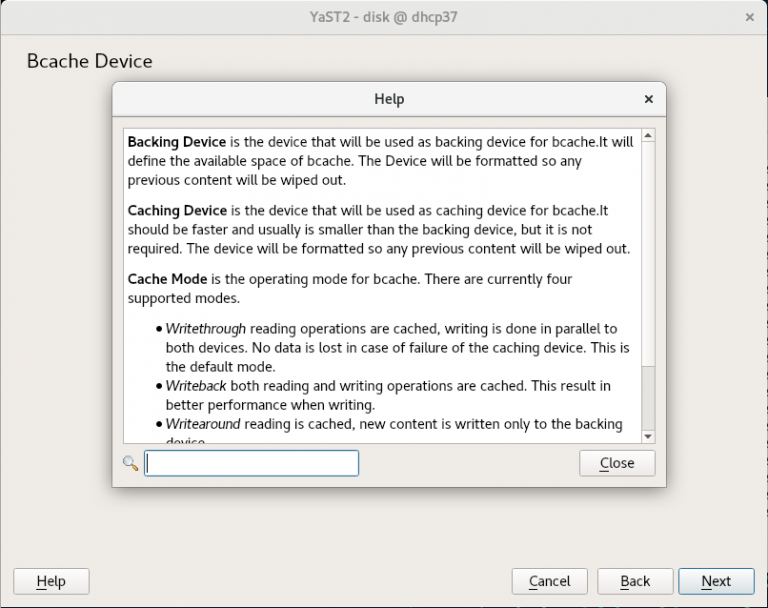 YaST2 - disk @ dhcp37
Bcache Device
Help
Backing Device is the device that will be used as backing device for bcache.It will
define the available space of bcache. The Device will be formatted so any
previous content will be wiped out.
Caching Device is the device that will be used as caching device for bcache.It
should be faster and usually is smaller than the backing device, but it is not
required. The device will be formatted so any previous content will be wiped out.
Cache Mode is the operating mode for bcache. There are currently four
supported modes.
• Writethrough reading operations are cached, writing is done in parallel to
both devices. No data is lost in case of failure of the caching device. This is
the default mode.
• Writeback both reading and writing operations are cached. This result in
better performance when writing.
• Writearound reading is cached, new content is written only to the backing
device.
Close
Help
Cancel
Back
Next